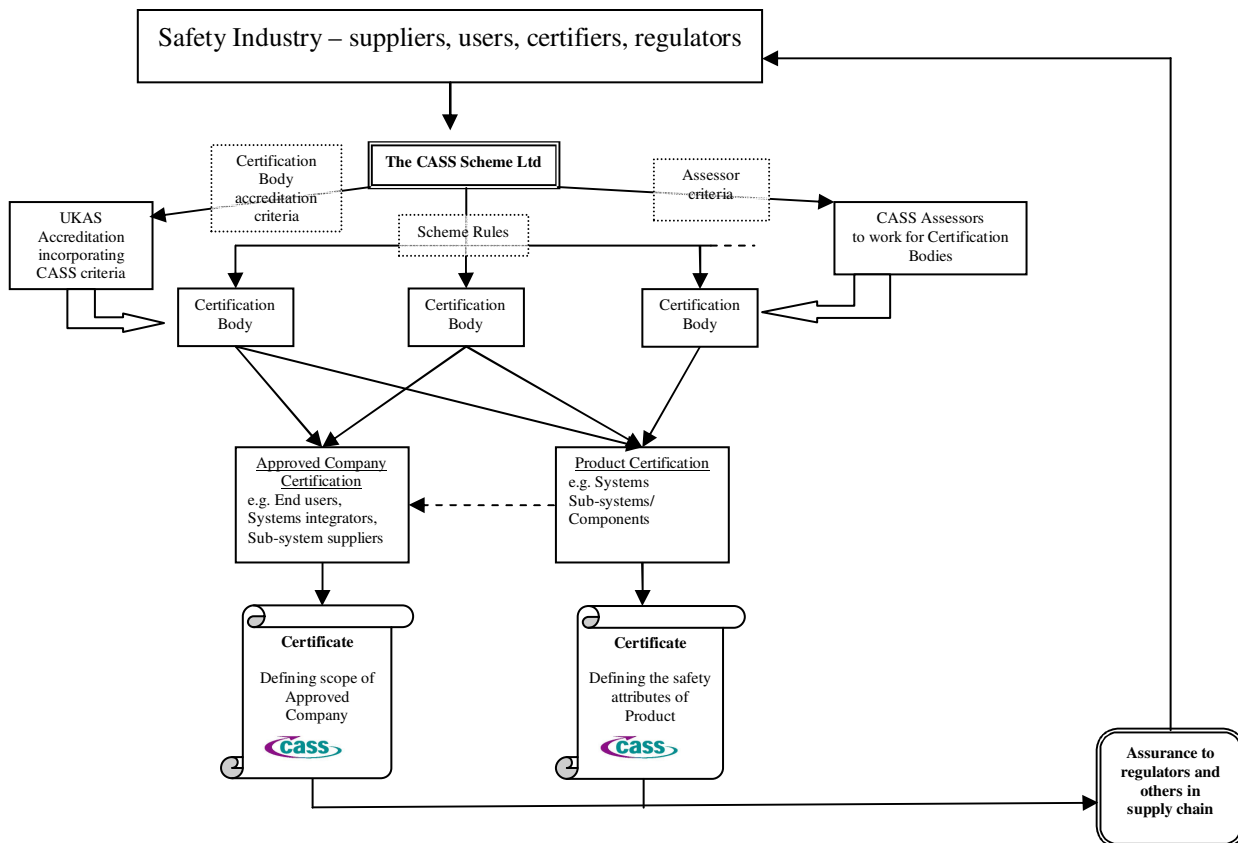 Safety Industry – suppliers, users, certifiers, regulators
The CASS Scheme Ltd
Certification
Body
accreditation
criteria
Assessor
criteria
UKAS
Accreditation
incorporating
CASS criteria
Scheme Rules
CASS Assessors
to work for Certification
Bodies
Certification
Body
Certification
Body
Certification
Body
Approved Company
Certification
e.g. End users,
Systems integrators,
Sub-system suppliers
Product Certification
e.g. Systems
Sub-systems/
Components
Certificate
Defining scope of
Approved
Company
cass
Certificate
Defining the safety
attributes of
Product
cass
Assurance to
regulators and
others in
supply chain